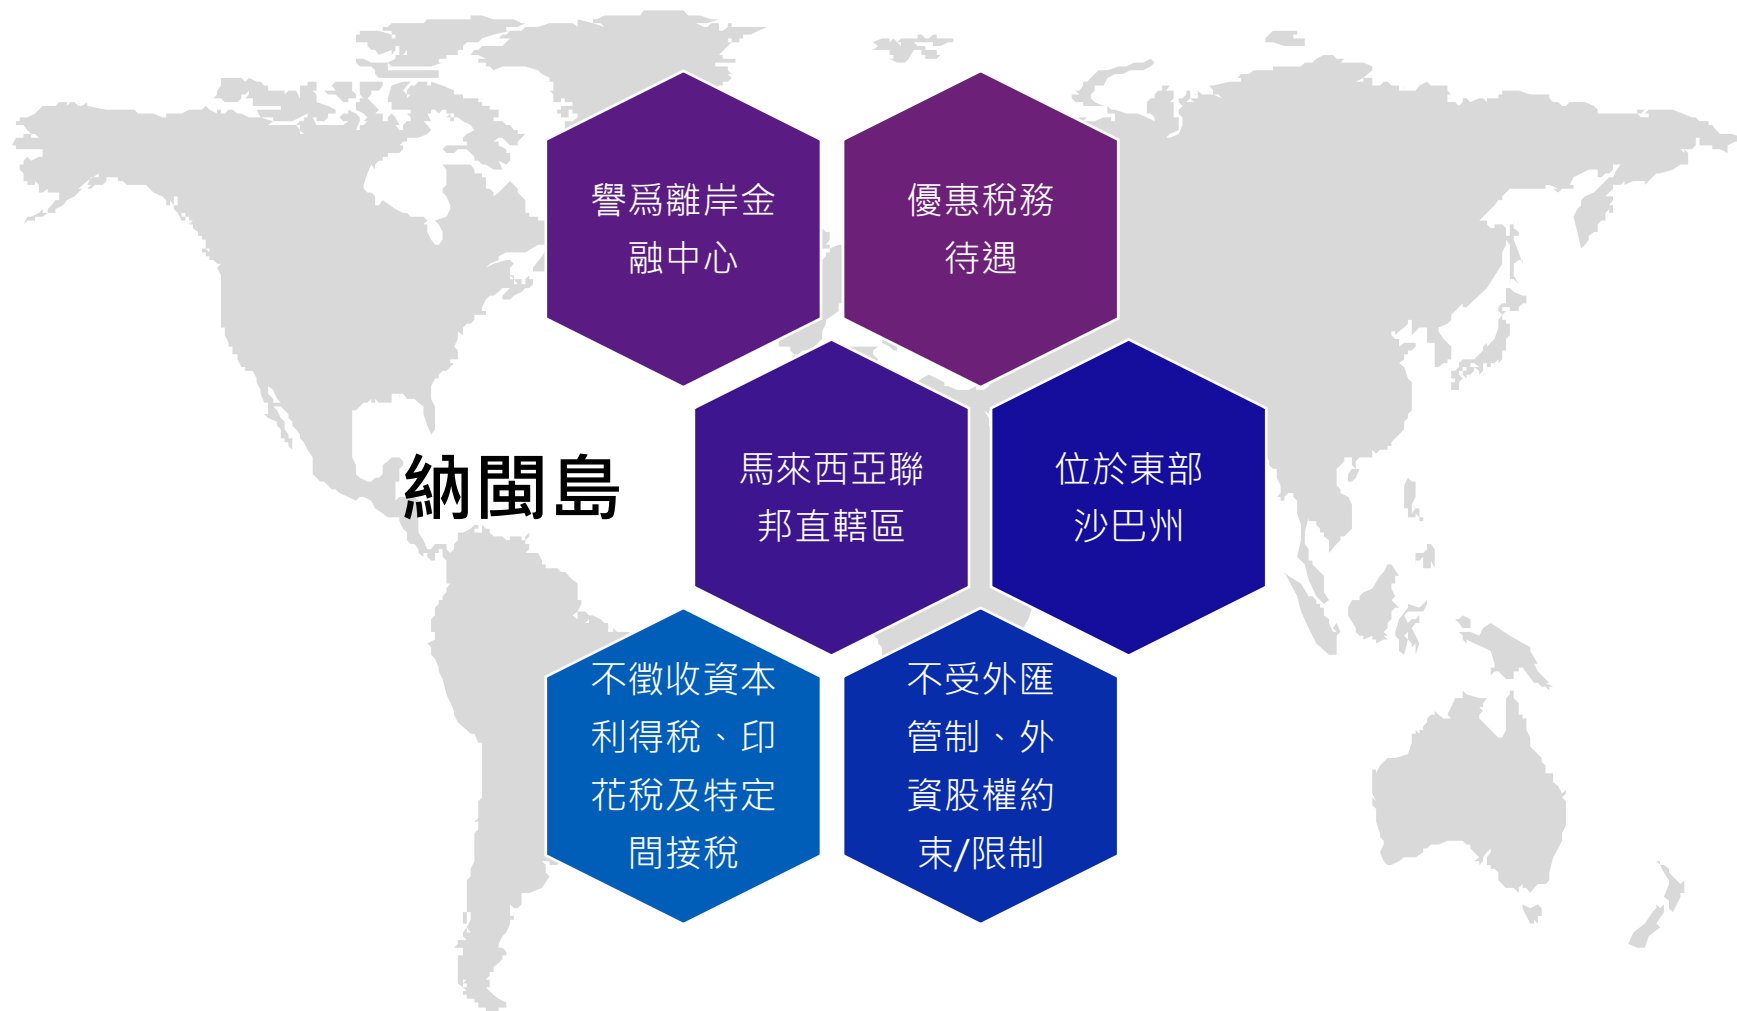 譽爲離岸金
融中心
優惠稅務
待遇
納閩島
馬來西亞聯
邦直轄區
位於東部
沙巴州
不徵收資本
利得稅、印
花稅及特定
間接稅
不受外匯
管制、外
資股權約
束/限制